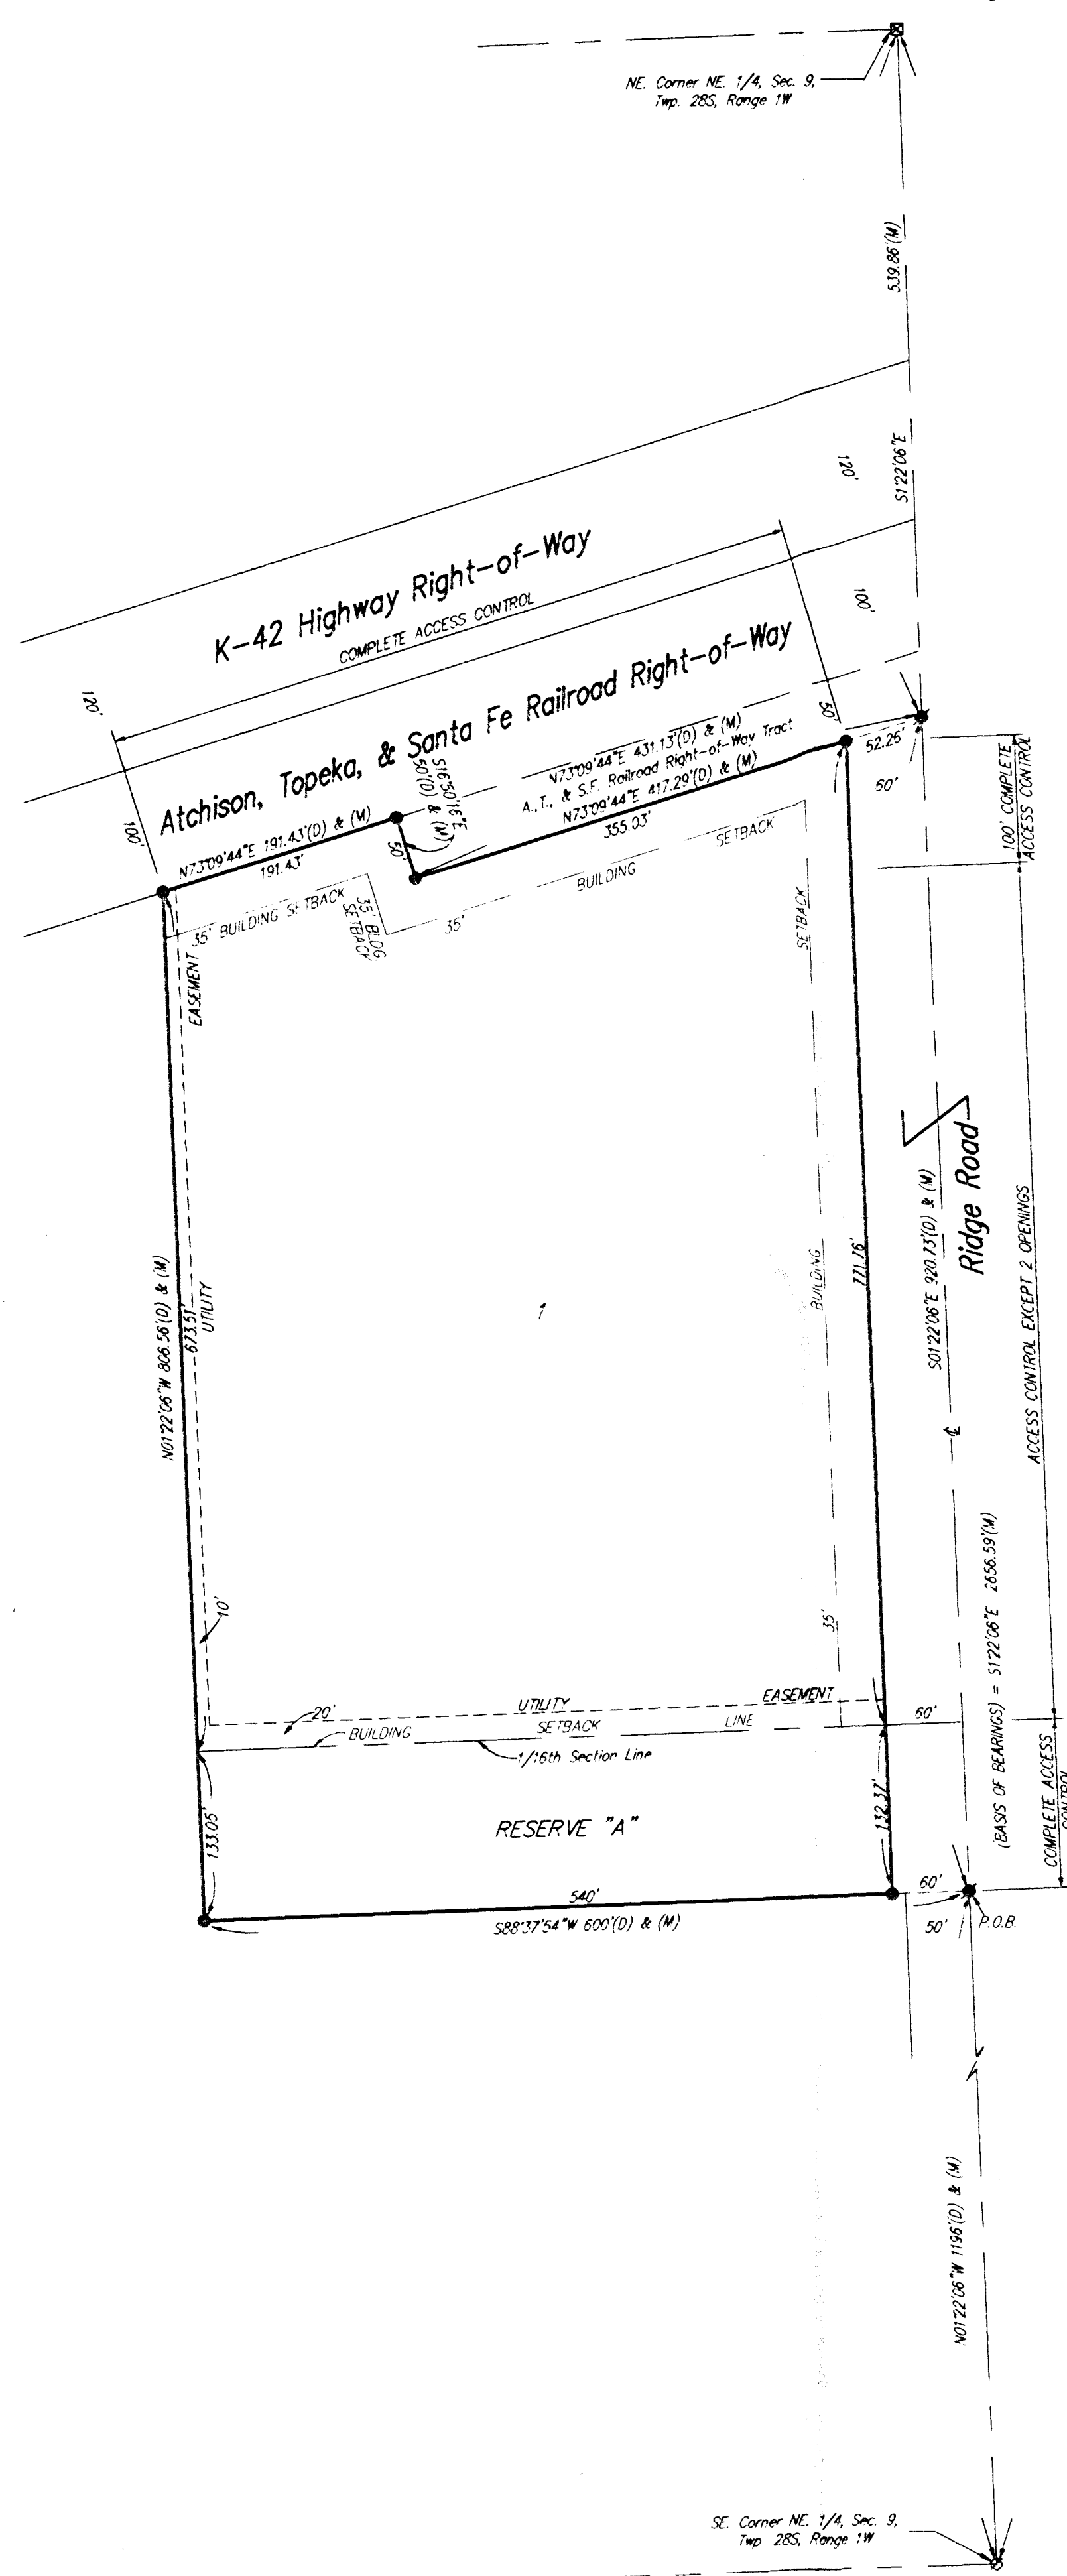 NE. Corner NE. 1/4, Sec. 9,
Twp. 28S, Range 1W
539.86'(M)
S1°22'06"E
120'
K-42 Highway Right-of-Way
COMPLETE ACCESS CONTROL
100'
120'
Atchison, Topeka, & Santa Fe Railroad Right-of-Way
50'
52.25'
60'
100' COMPLETE
ACCESS CONTROL
N73°09'44"E 431.13'(D) & (M)
A.,T., & S.F. Railroad Right-of-Way Tract
N73°09'44"E 417.29'(D) & (M)
355.03'
S16°50'16"E
50'(D) & (M)
50'
100'
N73°09'44"E 191.43'(D) & (M)
191.43'
35' BUILDING SETBACK
35' BLDG.
SETBACK
35'
BUILDING
SETBACK
SETBACK
EASEMENT
N01°22'06"W 806.56'(D) & (M)
673.51'
UTILITY
1
BUILDING
771.76'
S01°22'06"E 920.73'(D) & (M)
Ridge Road
ACCESS CONTROL EXCEPT 2 OPENINGS
(BASIS OF BEARINGS) = S1°22'06"E 2656.59'(M)
10'
35'
20'
UTILITY
EASEMENT
BUILDING
SETBACK
LINE
60'
1/16th Section Line
133.05'
RESERVE "A"
132.37'
COMPLETE ACCESS
CONTROL
540'
S88°37'54"W 600'(D) & (M)
60'
50'
P.O.B.
N01°22'06"W 1196'(D) & (M)
SE. Corner NE. 1/4, Sec. 9,
Twp 28S, Range 1W